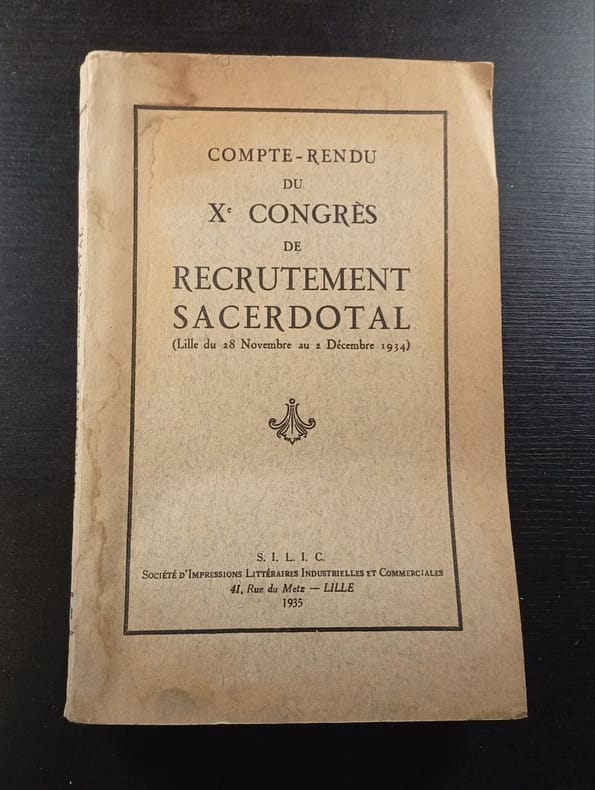 COMPTE-RENDU
DU
Xe CONGRÈS
DE
RECRUTEMENT
SACERDOTAL
(Lille du 28 Novembre au 2 Décembre 1934)
S. I. L. I. C.
SOCIÉTÉ D'IMPRESSIONS LITTÉRAIRES INDUSTRIELLES ET COMMERCIALES
41, Rue du Metz — LILLE
1935